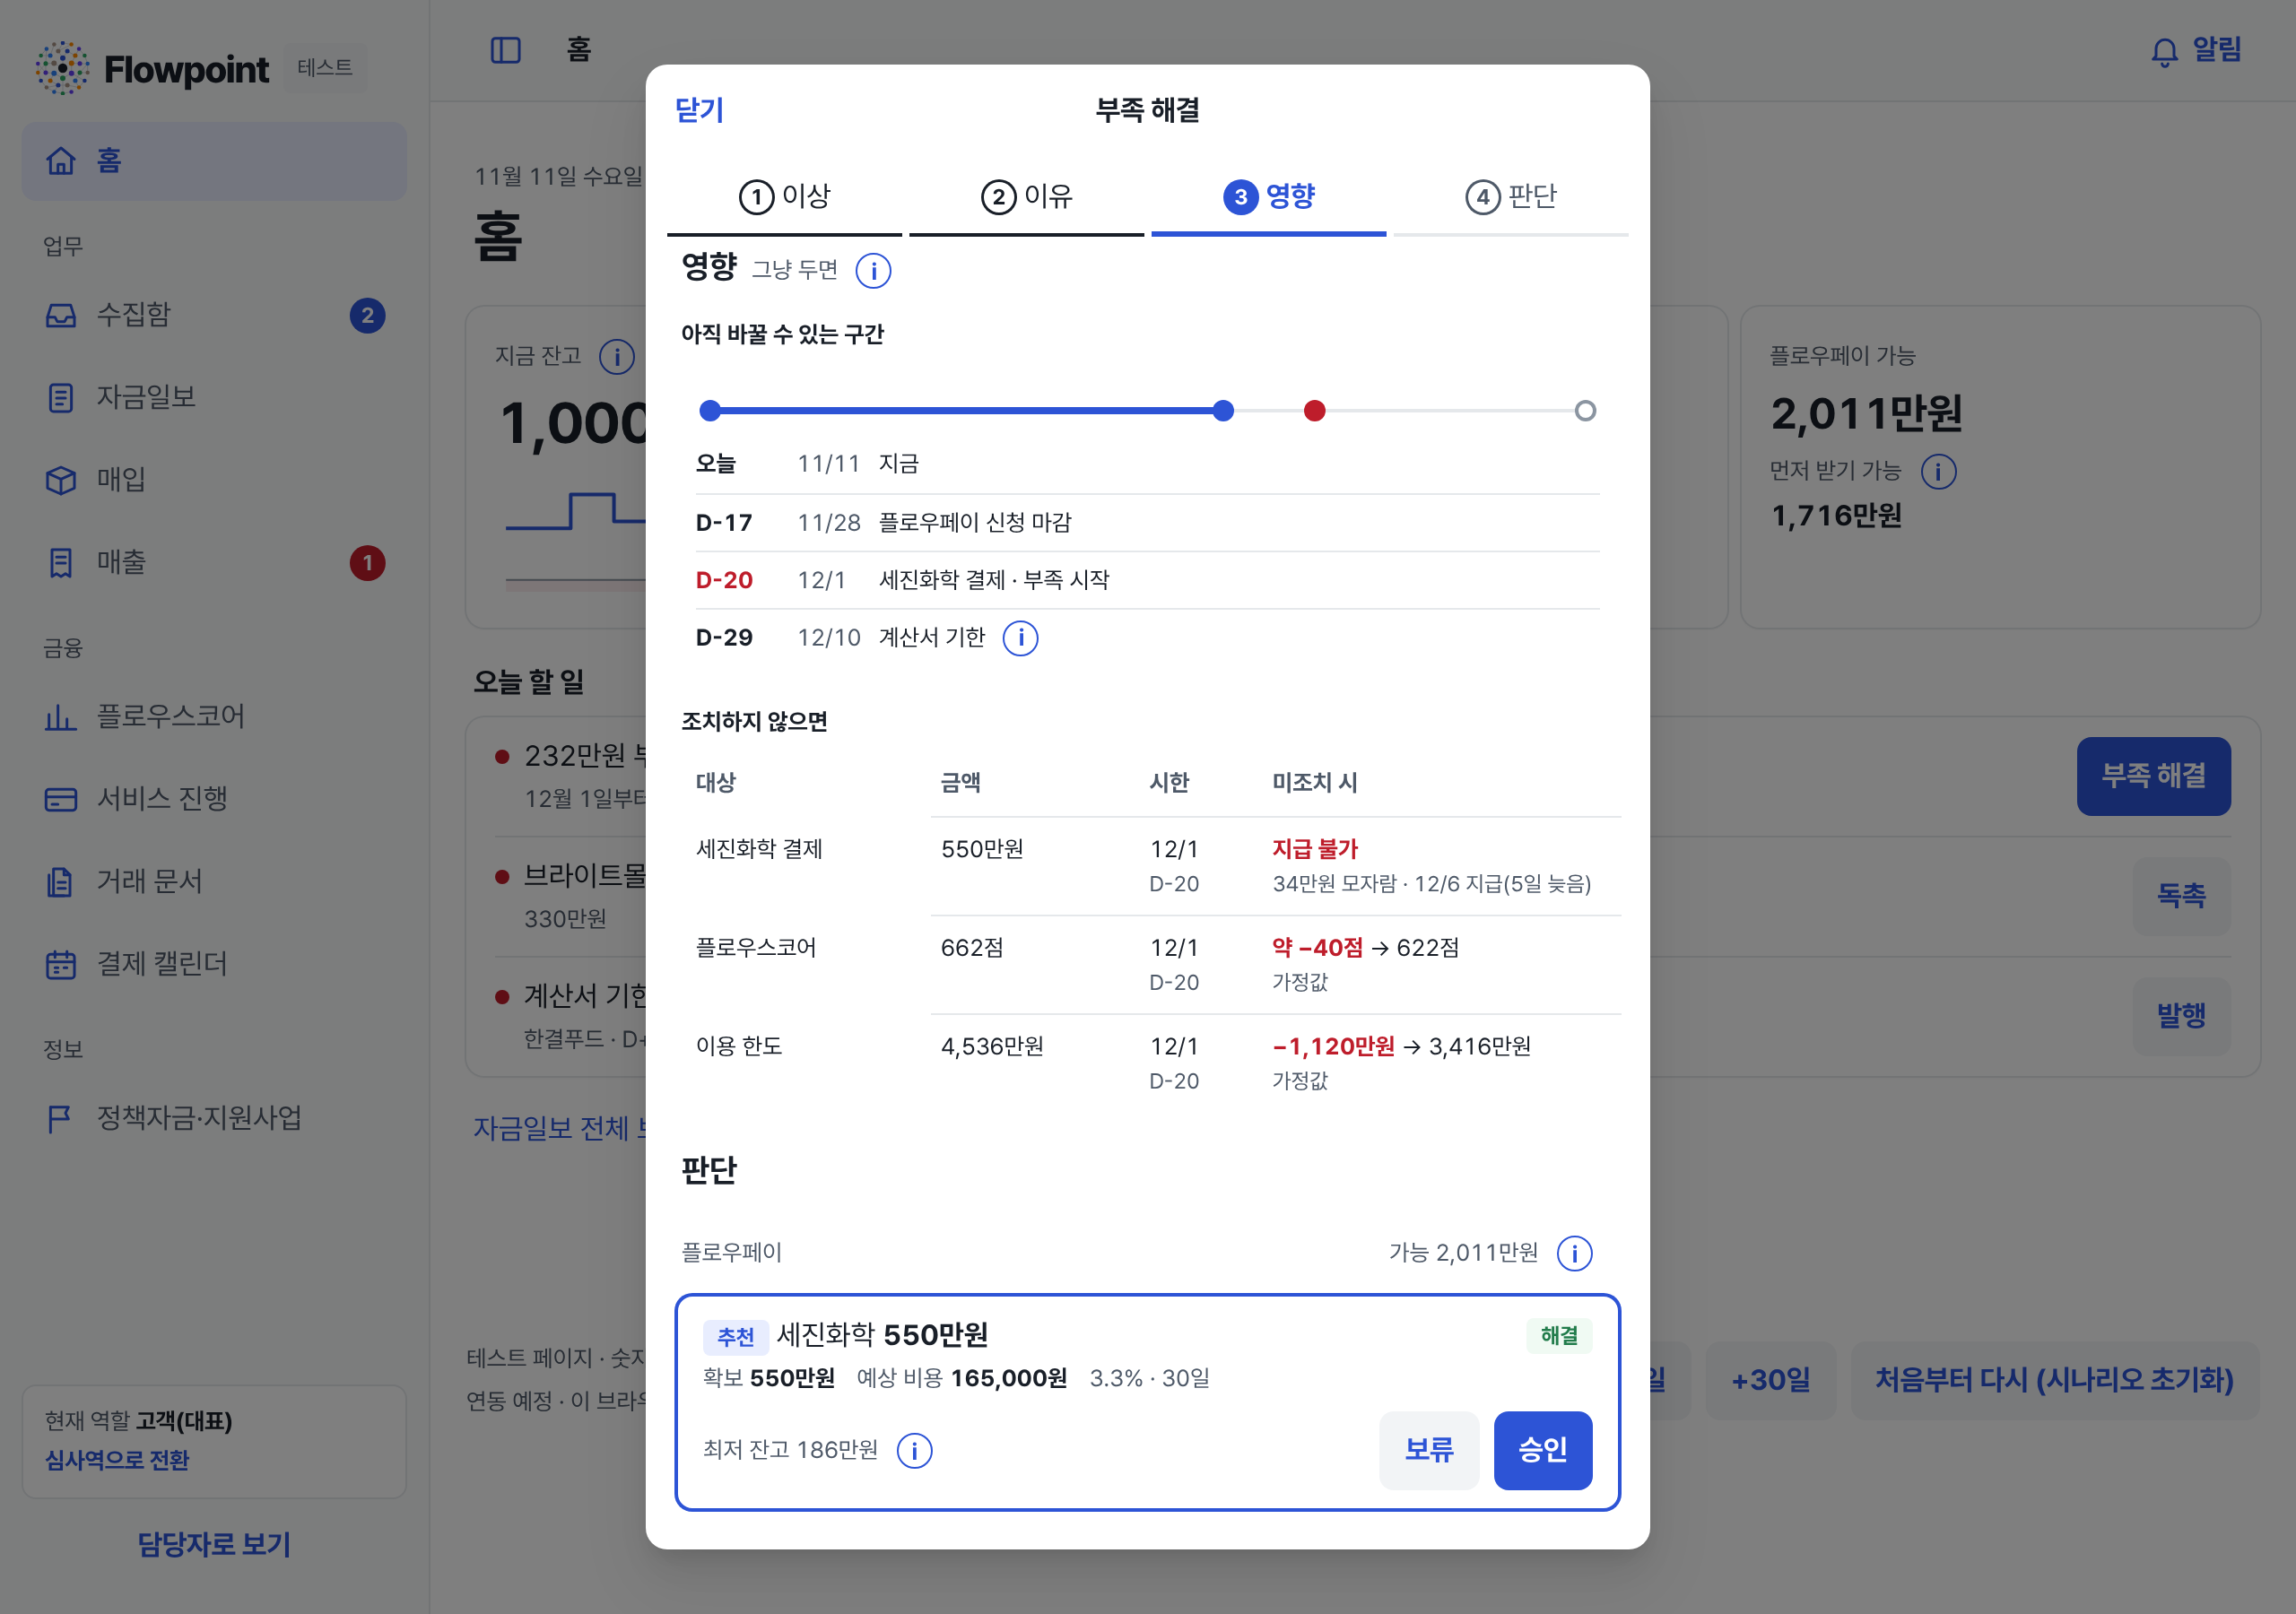 Flowpoint 테스트
홈
업무
수집함 2
자금일보
매입
매출 1
금융
플로우스코어
서비스 진행
거래 문서
결제 캘린더
정보
정책자금·지원사업
현재 역할 고객(대표)
심사역으로 전환
담당자로 보기
홈
알림
11월 11일 수요일
홈
지금 잔고 i
1,000
플로우페이 가능
2,011만원
먼저 받기 가능 i
1,716만원
오늘 할 일
232만원
12월 1일부터
부족 해결
브라이트몰
330만원
독촉
계산서 기한
한결푸드 · D+
발행
자금일보 전체
테스트 페이지 · 숫자
연동 예정 · 이
+30일
처음부터 다시 (시나리오 초기화)
닫기
부족 해결
1 이상
2 이유
3 영향
4 판단
영향 그냥 두면 i
아직 바꿀 수 있는 구간
오늘 11/11 지금
D-17 11/28 플로우페이 신청 마감
D-20 12/1 세진화학 결제 · 부족 시작
D-29 12/10 계산서 기한 i
조치하지 않으면
대상 금액 시한 미조치 시
세진화학 결제 550만원 12/1 지급 불가
D-20 34만원 모자람 · 12/6 지급(5일 늦음)
플로우스코어 662점 12/1 약 −40점 → 622점
D-20 가정값
이용 한도 4,536만원 12/1 −1,120만원 → 3,416만원
D-20 가정값
판단
플로우페이 가능 2,011만원 i
추천 세진화학 550만원 해결
확보 550만원 예상 비용 165,000원 3.3% · 30일
최저 잔고 186만원 i
보류
승인